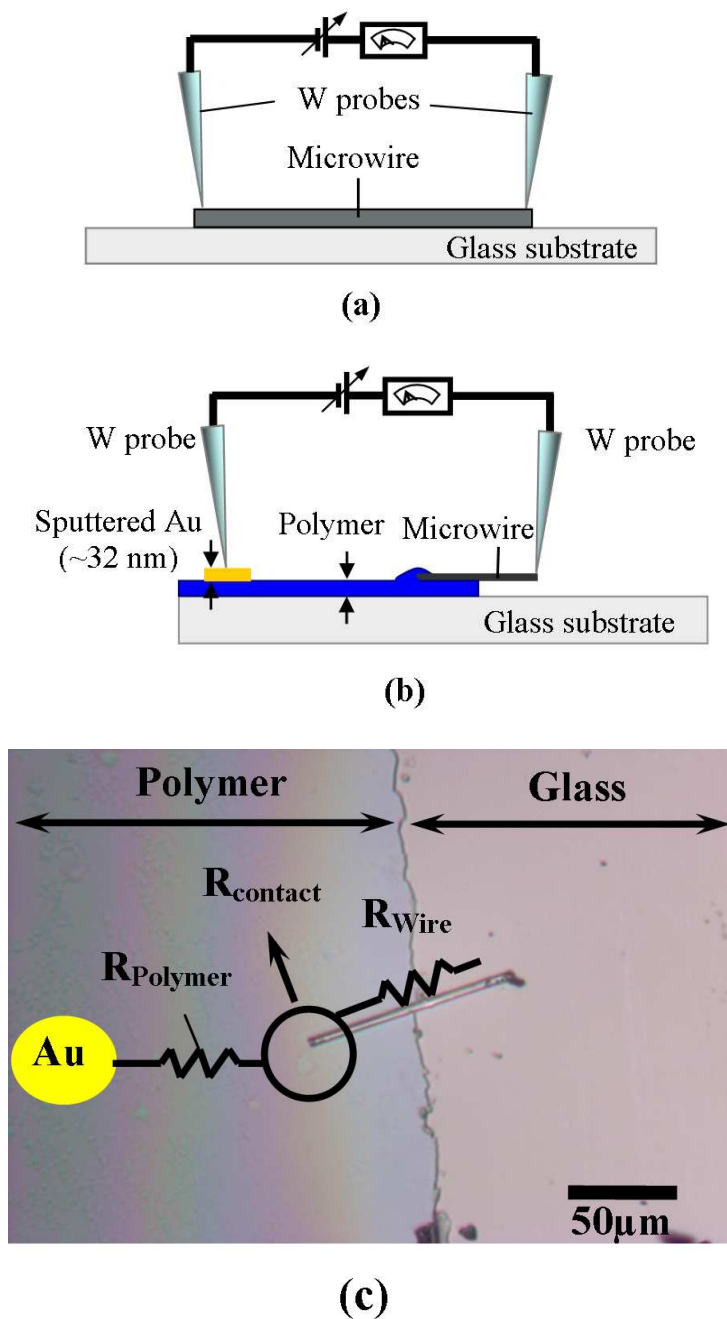 W probes
Microwire
Glass substrate
(a)
W probe
W probe
Sputtered Au
(~32 nm)
Polymer
Microwire
Glass substrate
(b)
Polymer
Glass
Rcontact
RWire
RPolymer
Au
50μm
(c)